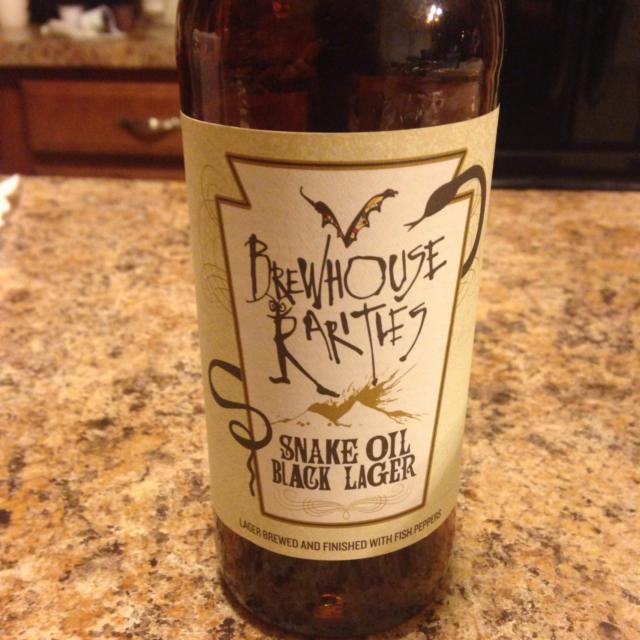 BREWHOUSE
RARITIES
SNAKE OIL
BLACK LAGER
LAGER BREWED AND FINISHED WITH FISH PEPPERS